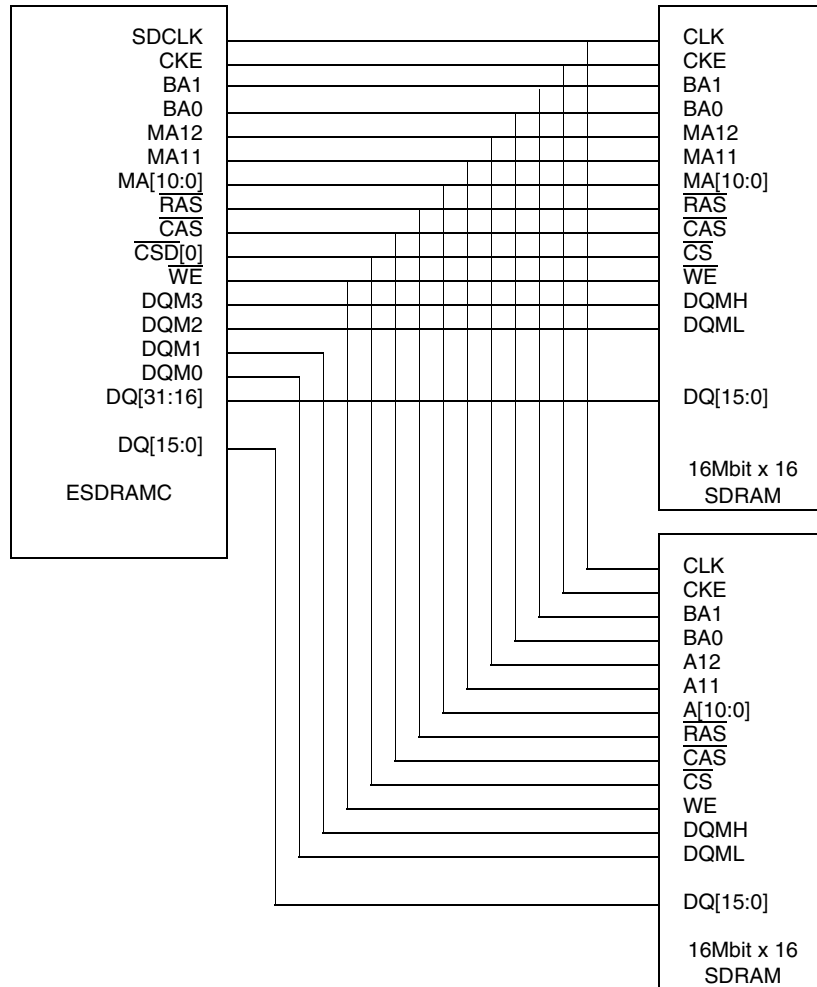 SDCLK
CKE
BA1
BA0
MA12
MA11
MA[10:0]
RAS
CAS
CSD[0]
WE
DQM3
DQM2
DQM1
DQM0
DQ[31:16]
DQ[15:0]
ESDRAMC
CLK
CKE
BA1
BA0
MA12
MA11
MA[10:0]
RAS
CAS
CS
WE
DQMH
DQML
DQ[15:0]
16Mbit x 16
SDRAM
CLK
CKE
BA1
BA0
A12
A11
A[10:0]
RAS
CAS
CS
WE
DQMH
DQML
DQ[15:0]
16Mbit x 16
SDRAM